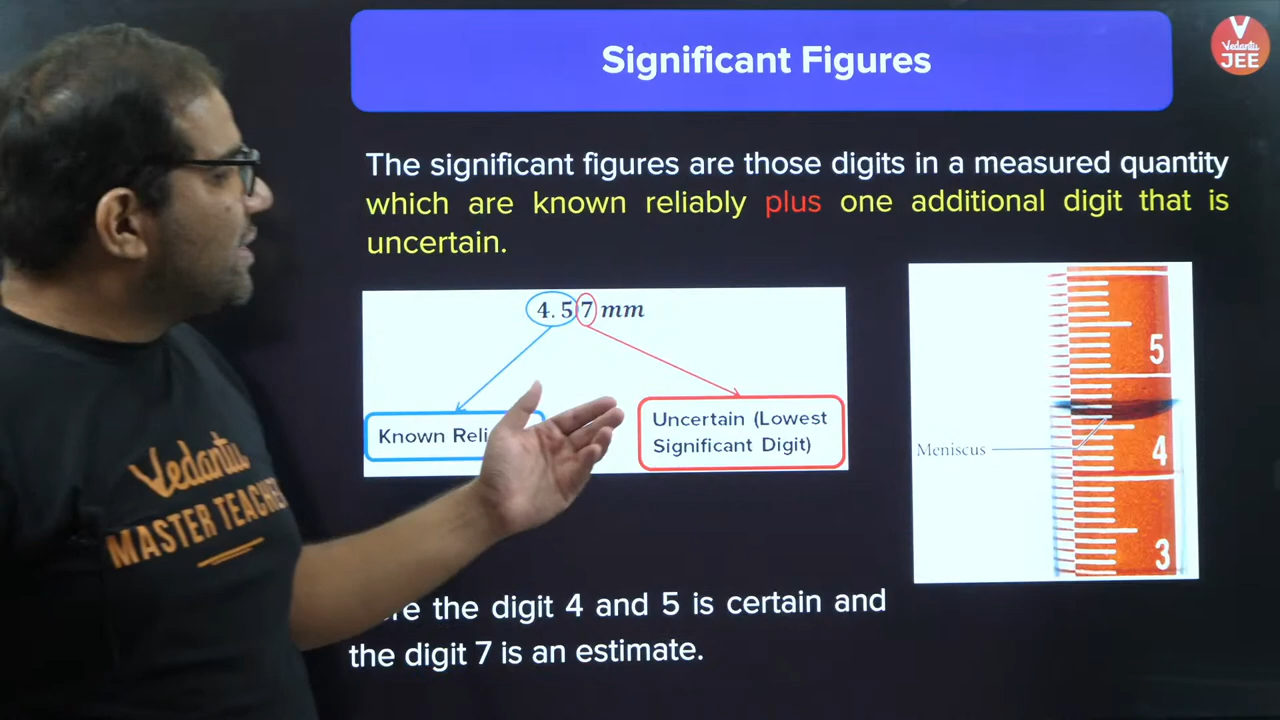 Significant Figures
V
Vedantu
JEE
The significant figures are those digits in a measured quantity
which are known reliably plus one additional digit that is
uncertain.
4.57 mm
Known
Uncertain (Lowest
Significant Digit)
Meniscus
5
4
3
Vedantu
MASTER TEACHER
the digit 4 and 5 is certain and
the digit 7 is an estimate.